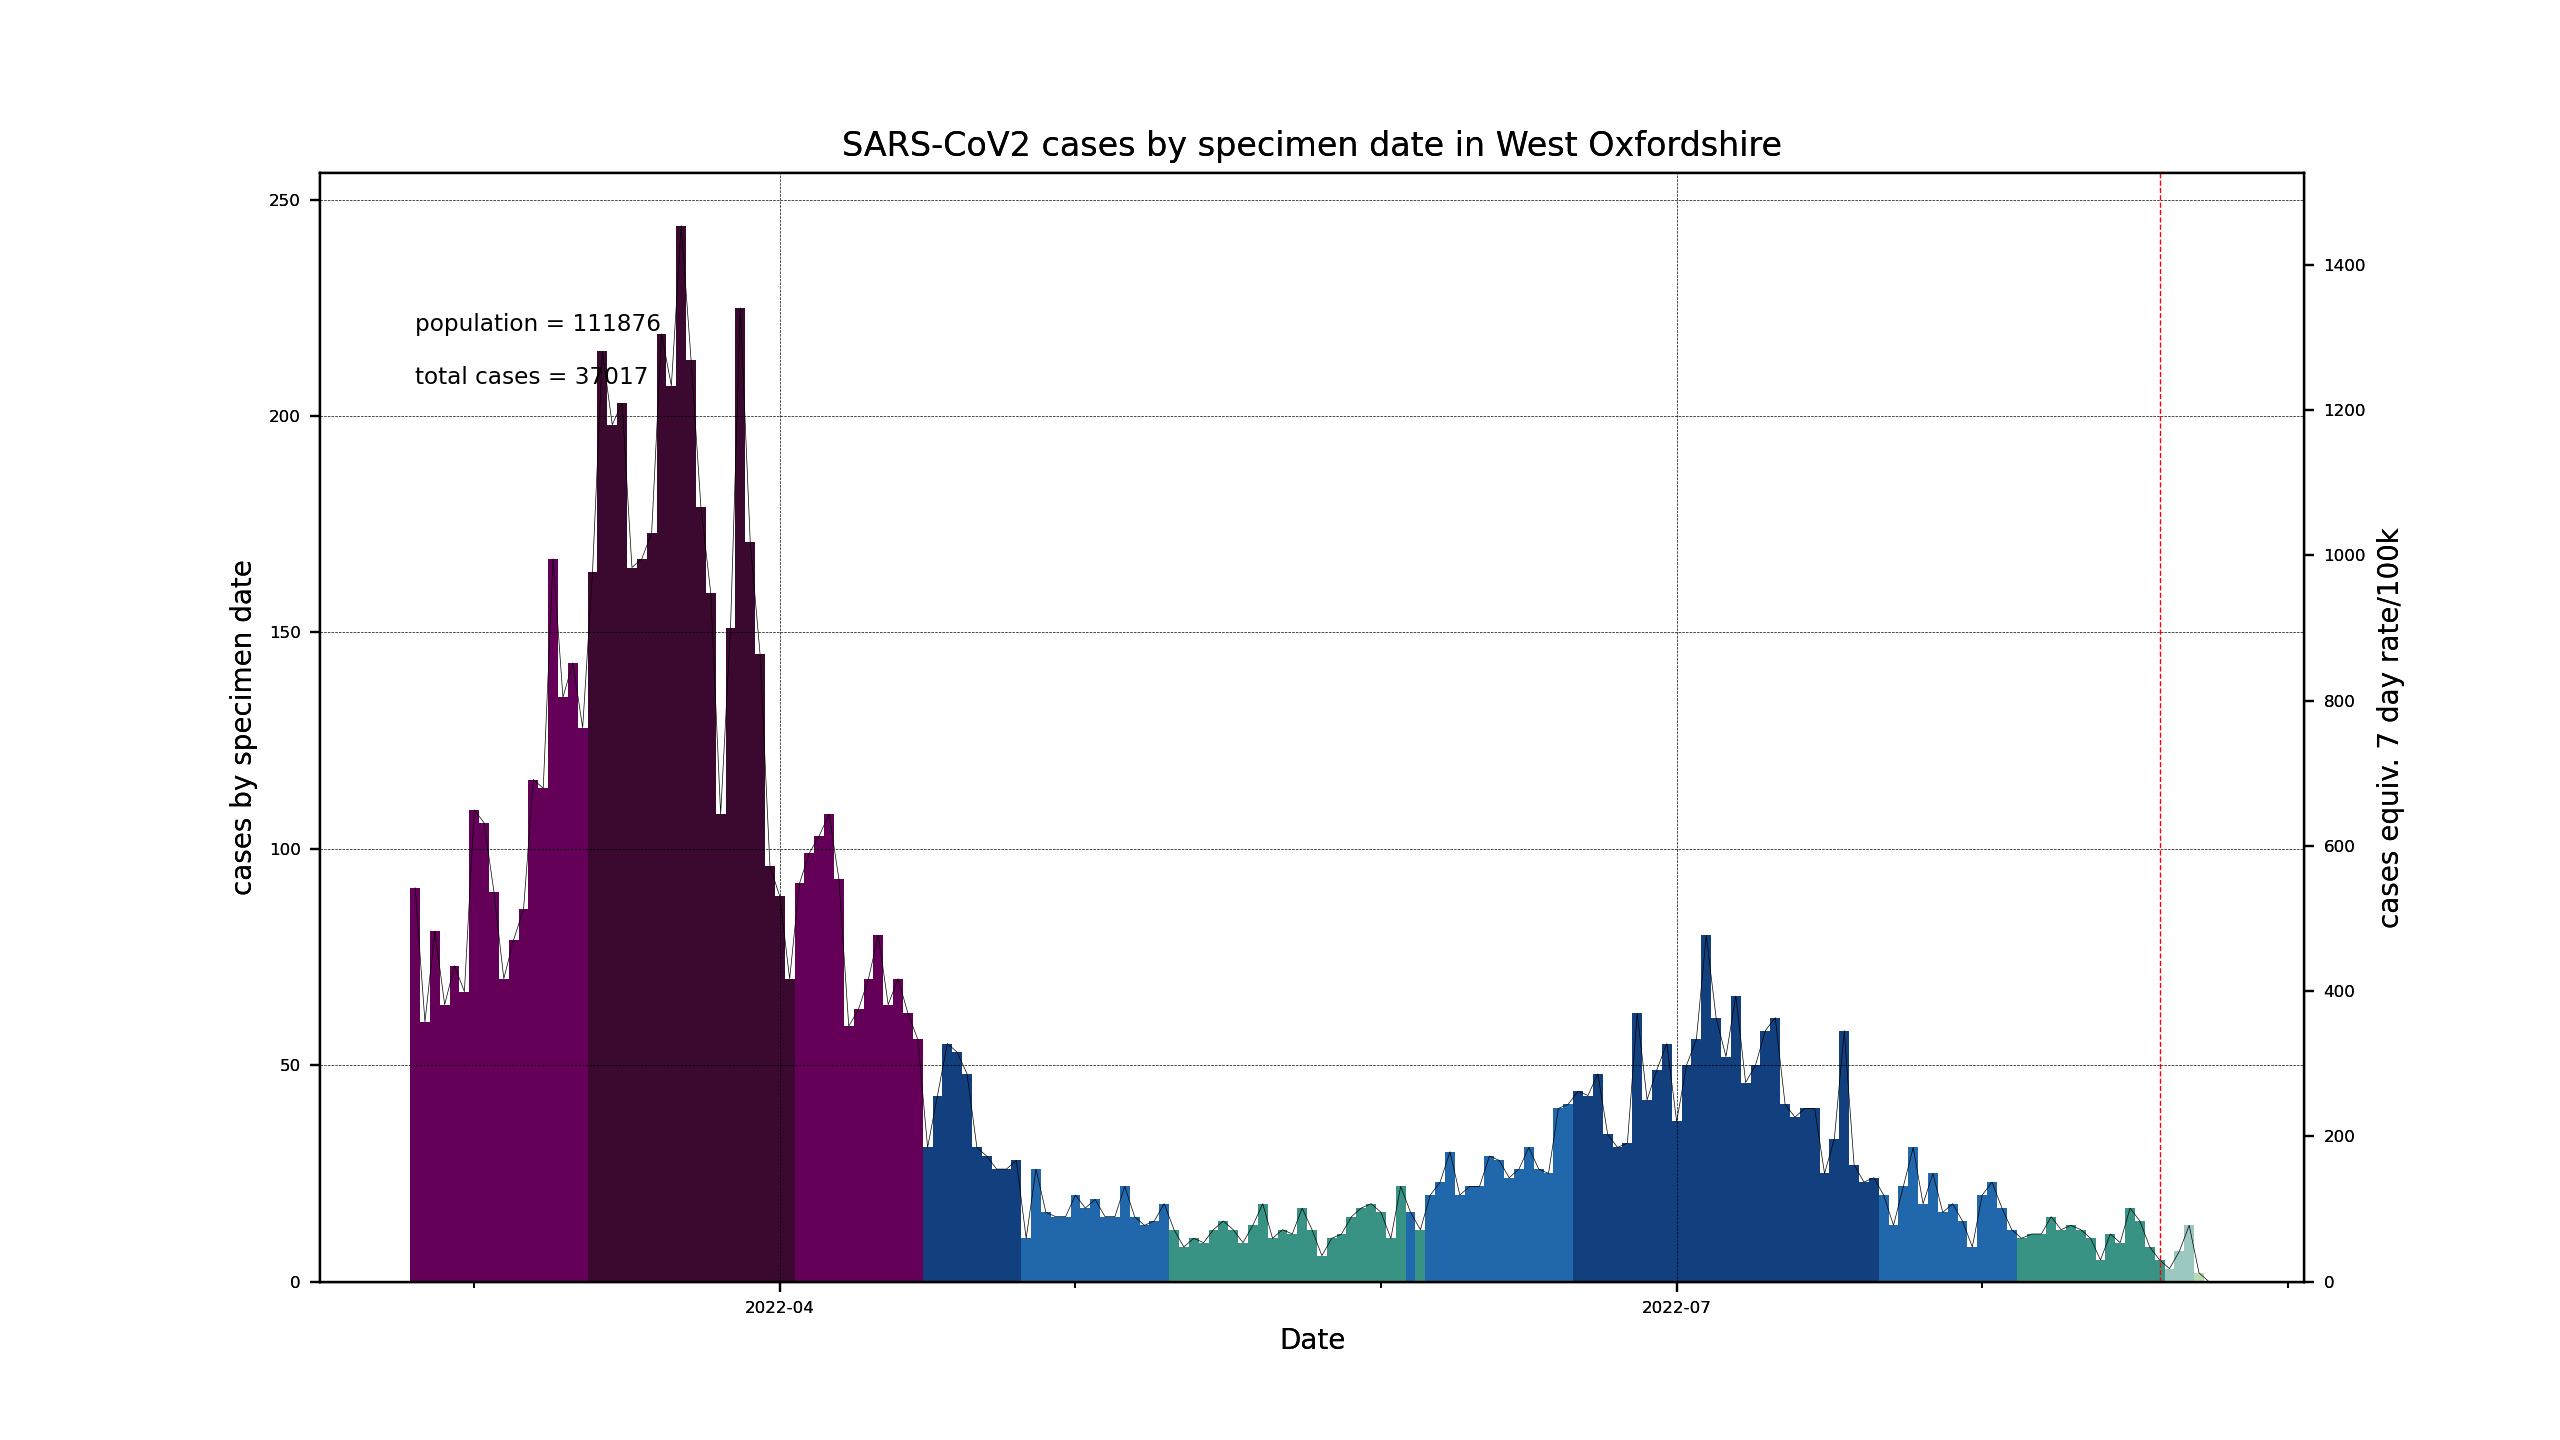 SARS-CoV2 cases by specimen date in West Oxfordshire
250
200
150
100
50
0
cases by specimen date
population = 111876
total cases = 37017
1400
1200
1000
800
600
400
200
0
cases equiv. 7 day rate/100k
2022-04
2022-07
Date